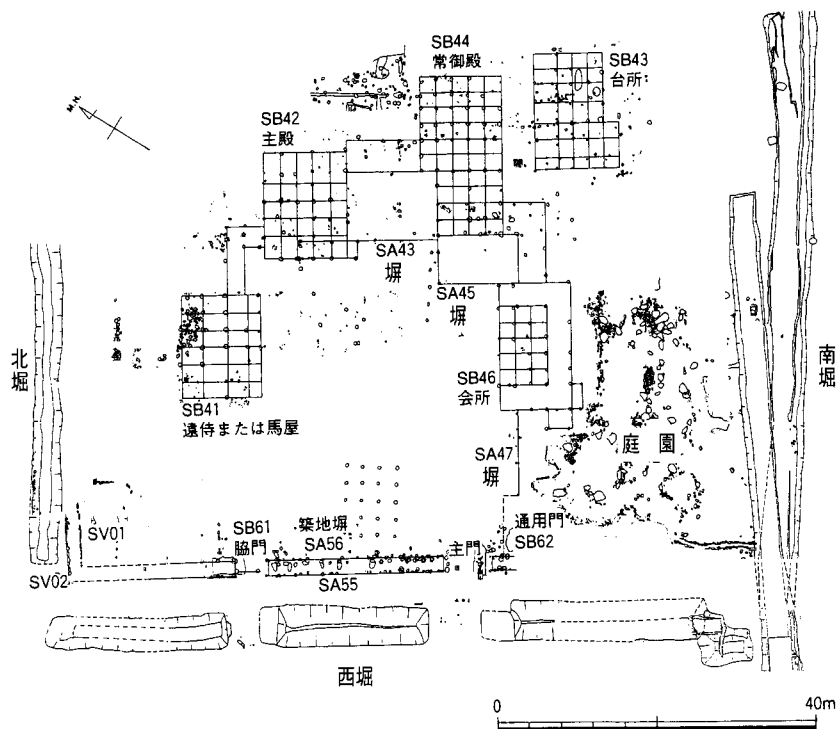 SB44
常御殿
SB43
台所
M.N.
SB42
主殿
SA43
塀
SA45
塀
北堀
南堀
SB41
遠侍または馬屋
SB46
会所
SA47
塀
庭園
SV01
SB61
脇門
築地塀
SA56
主門
通用門
SB62
SV02
SA55
西堀
0
40m